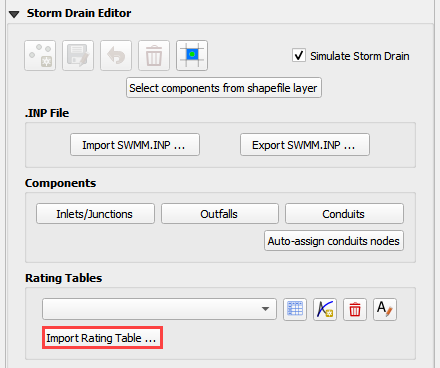 Storm Drain Editor
Simulate Storm Drain
Select components from shapefile layer
.INP File
Import SWMM.INP ...
Export SWMM.INP ...
Components
Inlets/Junctions
Outfalls
Conduits
Auto-assign conduits nodes
Rating Tables
A
Import Rating Table ...